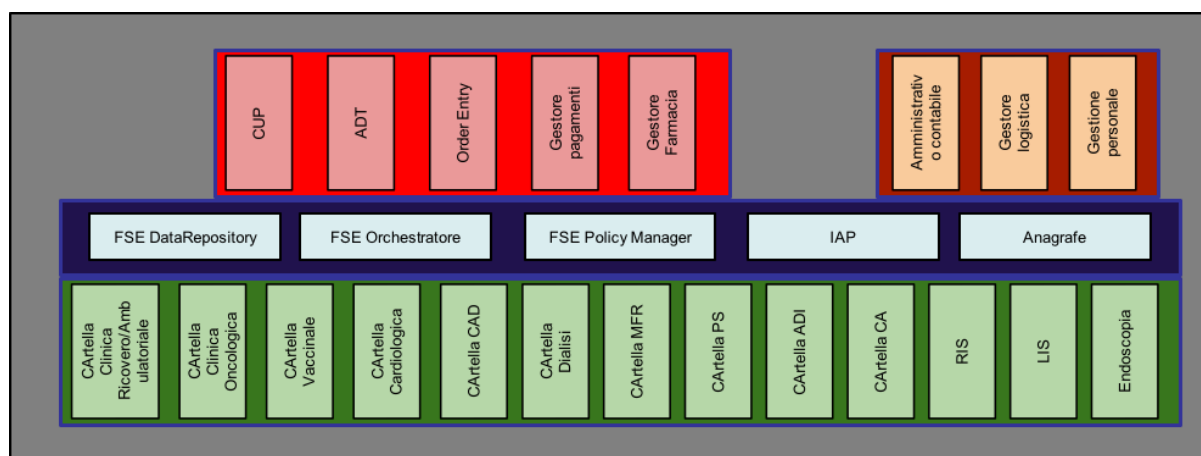 CUP
ADT
Order Entry
Gestore
pagamenti
Gestore
Farmacia
Amministrativ
o contabile
Gestore
logistica
Gestione
personale
FSE DataRepository
FSE Orchestratore
FSE Policy Manager
IAP
Anagrafe
CArtella
Clinica
Ricovero/Amb
ulatoriale
CArtella
Clinica
Oncologica
CArtella
Vaccinale
CArtella
Cardiologica
CArtella CAD
CArtella
Dialisi
CArtella MFR
CArtella PS
CArtella ADI
CArtella CA
RIS
LIS
Endoscopia